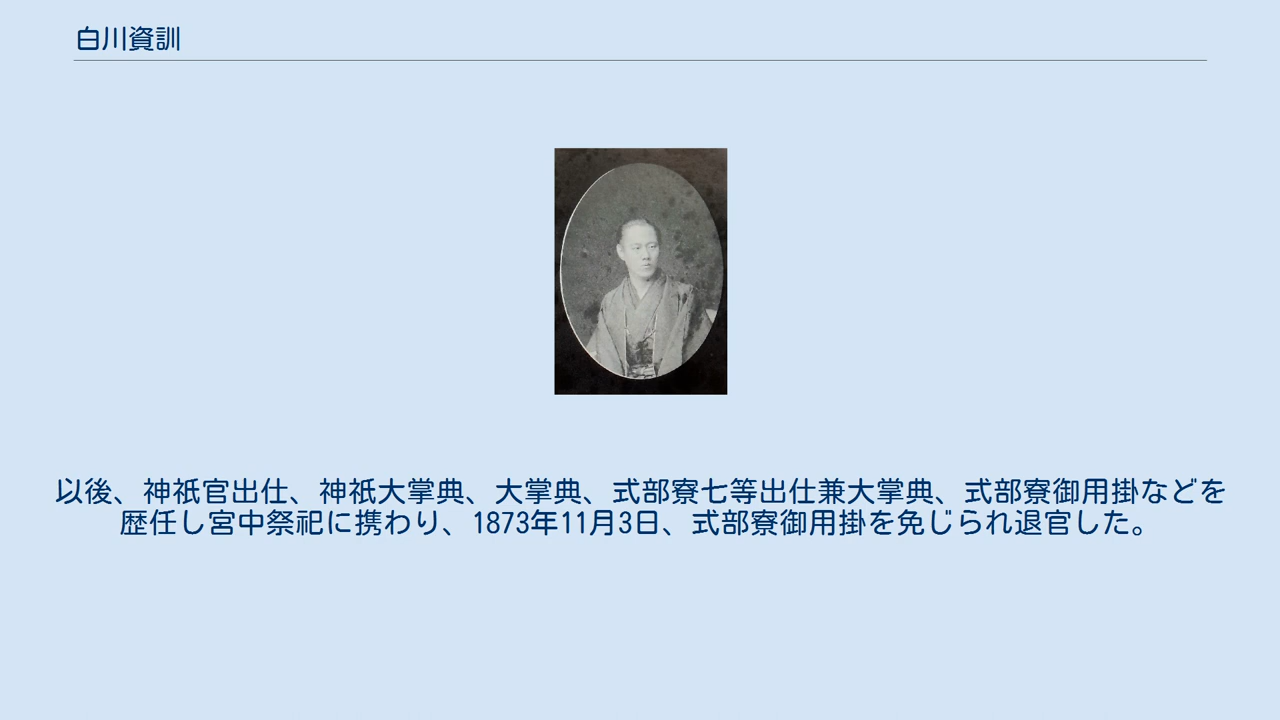 白川資訓
以後、神祇官出仕、神祇大掌典、大掌典、式部寮七等出仕兼大掌典、式部寮御用掛などを
歴任し宮中祭祀に携わり、1873年11月3日、式部寮御用掛を免じられ退官した。